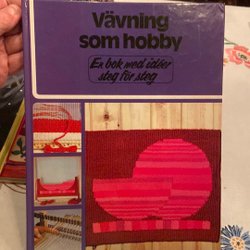 Vävning
som hobby
En bok med idéer
steg för steg